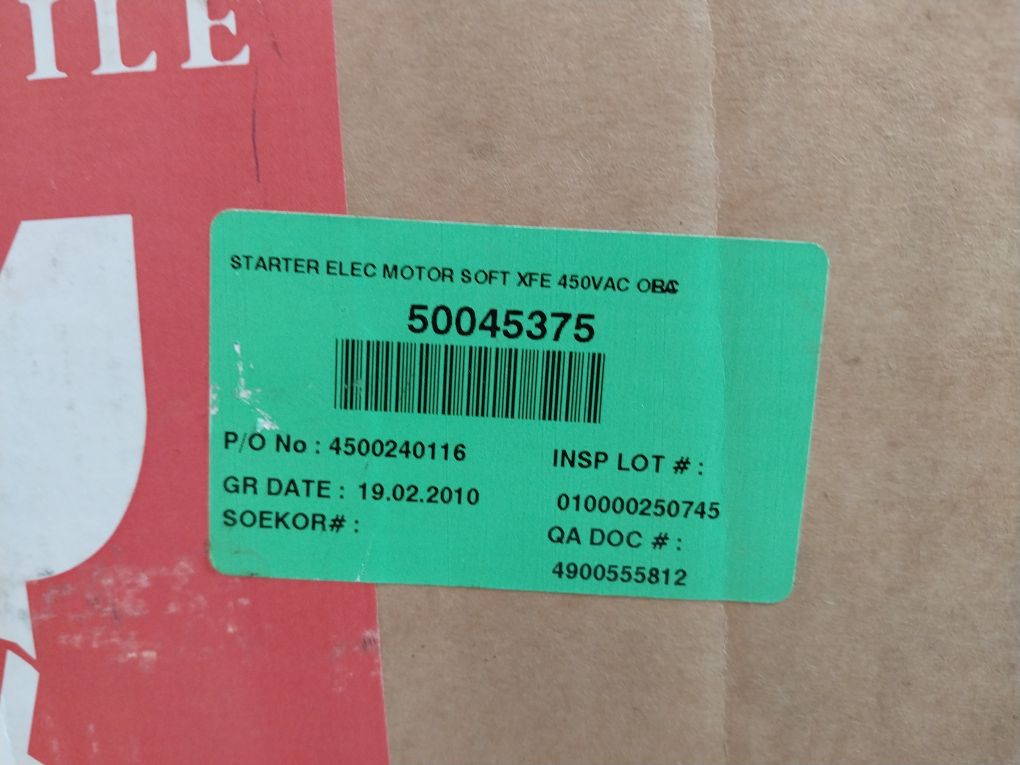 ILE
STARTER ELEC MOTOR SOFT XFE 450VAC
50045375
P/O No : 4500240116
INSP LOT # :
GR DATE : 19.02.2010
010000250745
SOEKOR# :
QA DOC # :
4900555812